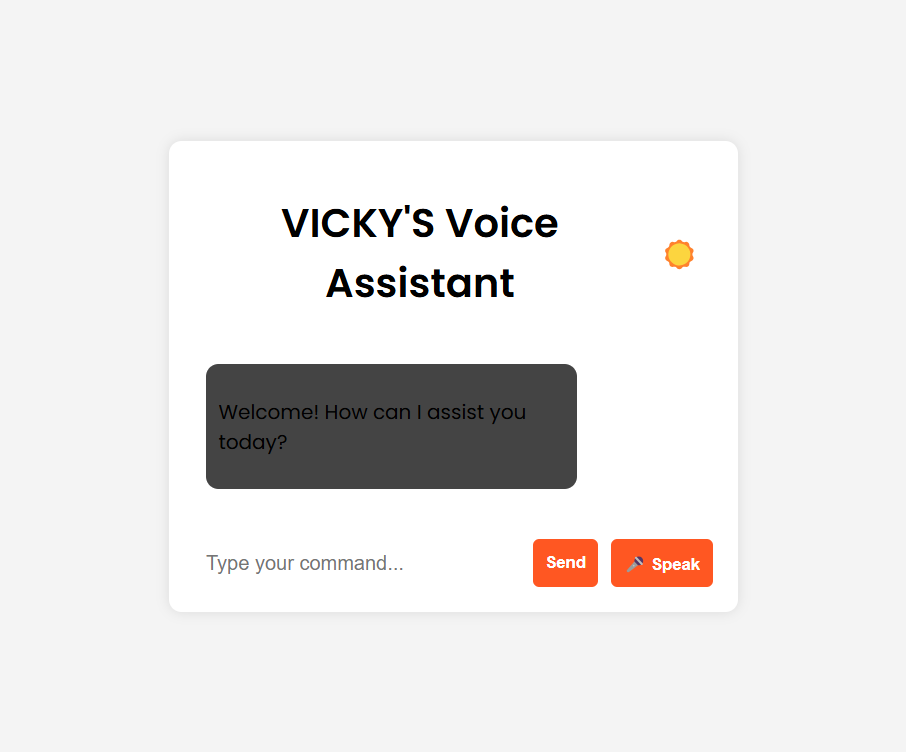 VICKY'S Voice
Assistant
Welcome! How can I assist you
today?
Type your command...
Send
Speak